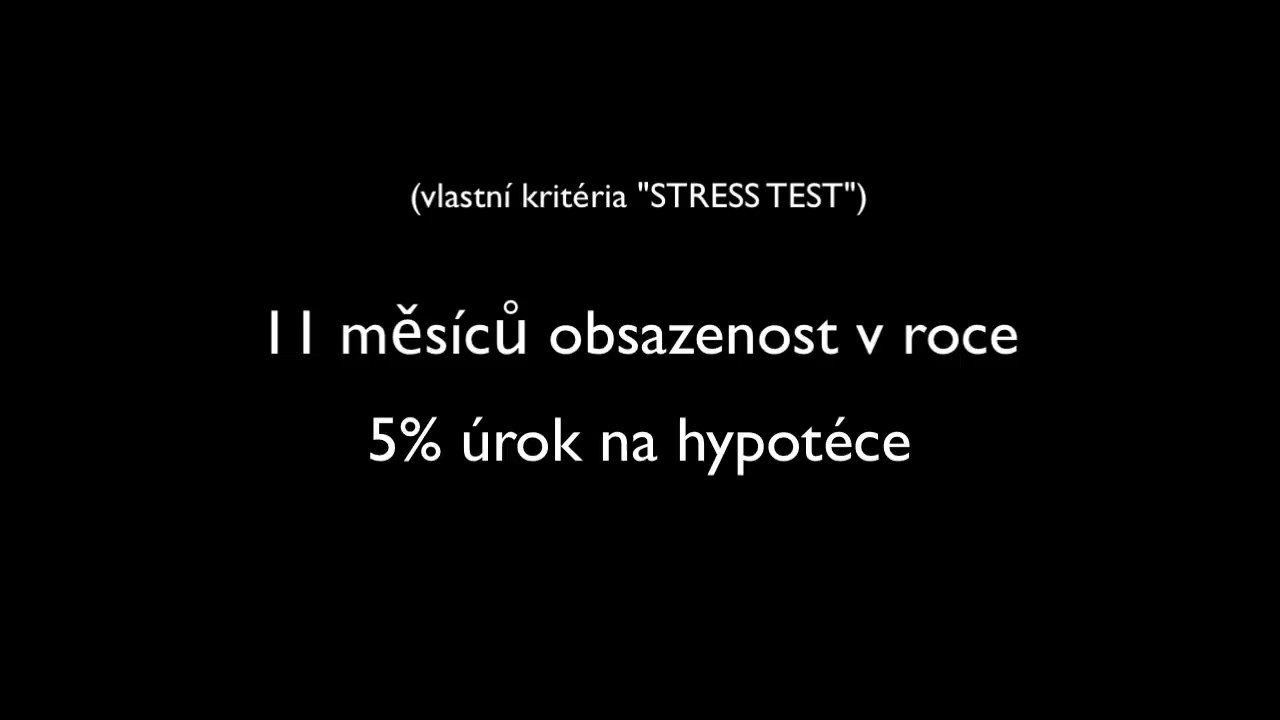 (vlastní kritéria "STRESS TEST")
11 měsíců obsazenost v roce
5% úrok na hypotéce